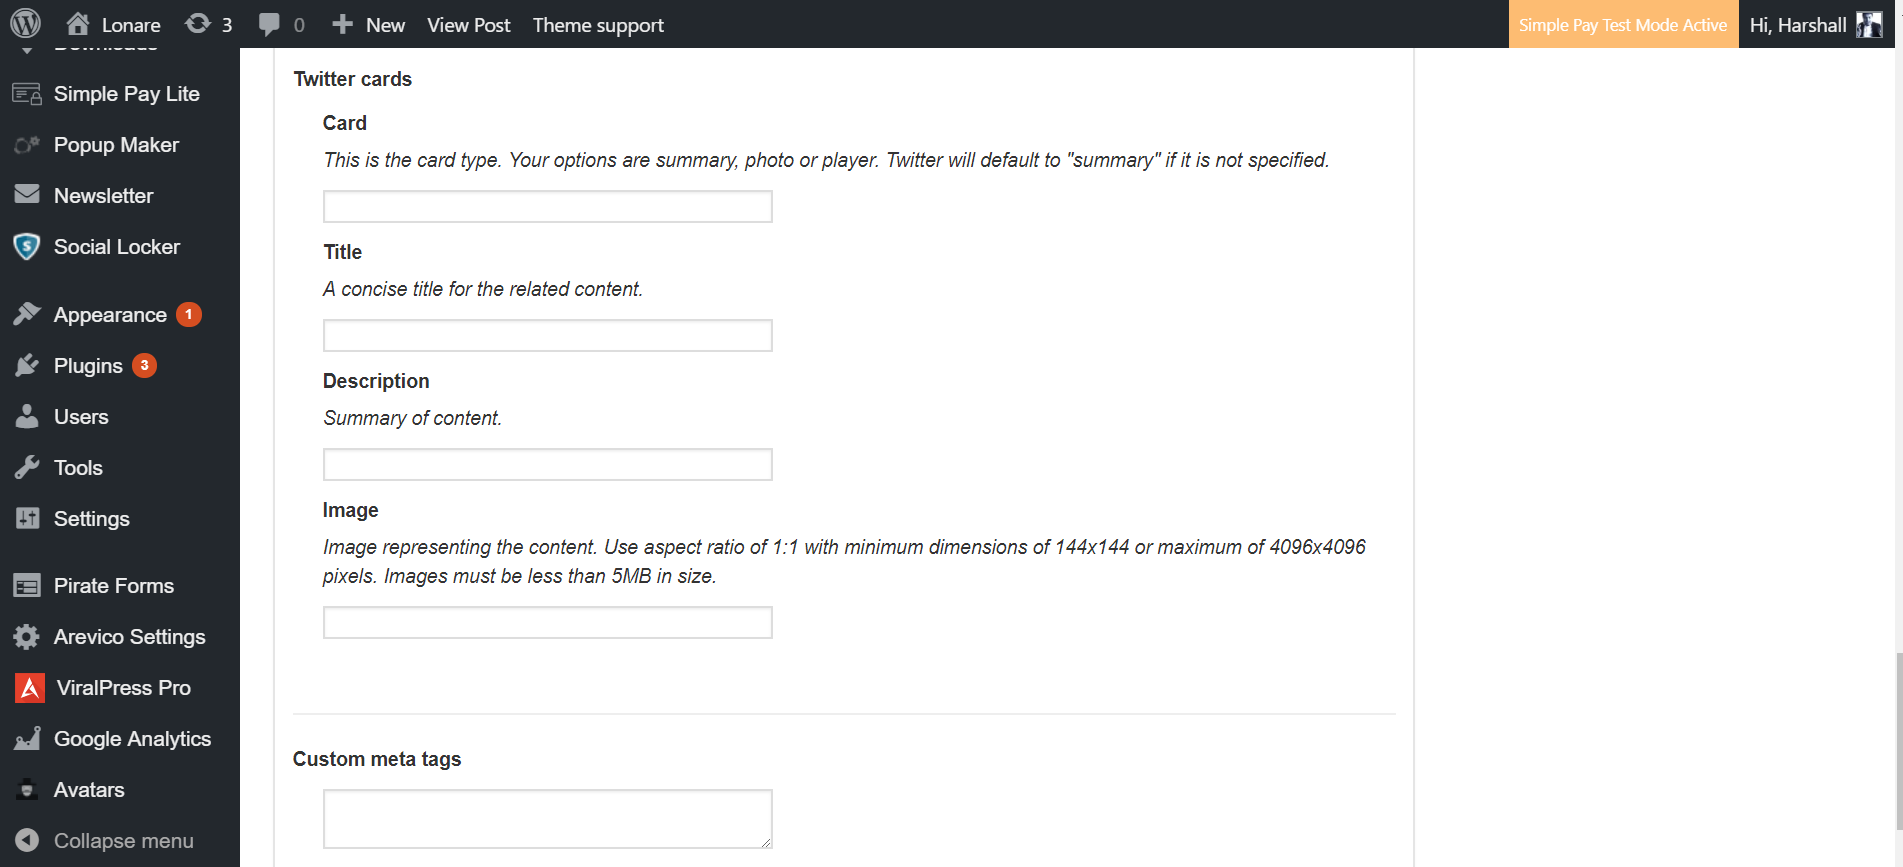 Lonare
3
0
New
View Post
Theme support
Simple Pay Test Mode Active
Hi, Harshall
Downloads
Simple Pay Lite
Popup Maker
Newsletter
Social Locker
Appearance 1
Plugins 3
Users
Tools
Settings
Pirate Forms
Arevico Settings
ViralPress Pro
Google Analytics
Avatars
Collapse menu
Twitter cards
Card
This is the card type. Your options are summary, photo or player. Twitter will default to "summary" if it is not specified.
Title
A concise title for the related content.
Description
Summary of content.
Image
Image representing the content. Use aspect ratio of 1:1 with minimum dimensions of 144x144 or maximum of 4096x4096
pixels. Images must be less than 5MB in size.
Custom meta tags